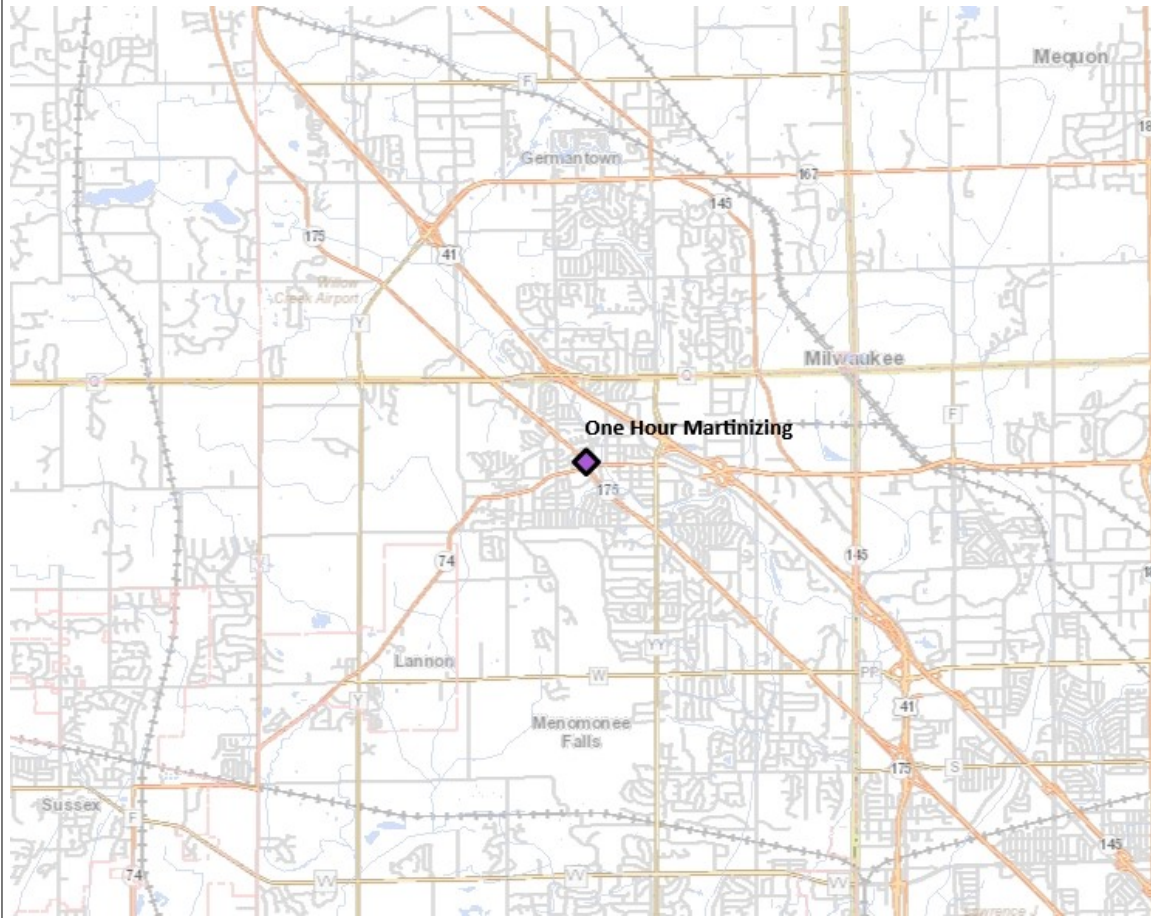 Mequon
F
18
Germantown
167
145
175
41
Willow
Creek Airport
Y
Milwaukee
Q
Q
F
One Hour Martinizing
175
74
145
YY
Lannon
W
PP
Y
41
Menomonee
Falls
175
S
Sussex
F
145
74
VV
VV
VV